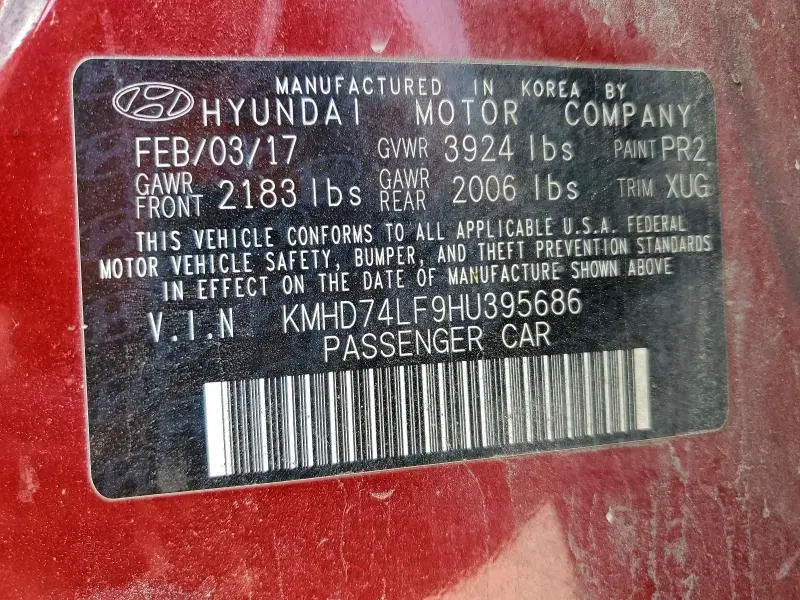 MANUFACTURED IN KOREA BY
HYUNDAI MOTOR COMPANY
FEB/03/17 GVWR 3924 lbs PAINT PR2
GAWR FRONT 2183 lbs GAWR REAR 2006 lbs TRIM XUG
THIS VEHICLE CONFORMS TO ALL APPLICABLE U.S.A. FEDERAL
MOTOR VEHICLE SAFETY, BUMPER, AND THEFT PREVENTION STANDARDS
IN EFFECT ON THE DATE OF MANUFACTURE SHOWN ABOVE
V.I.N KMHD74LF9HU395686
PASSENGER CAR